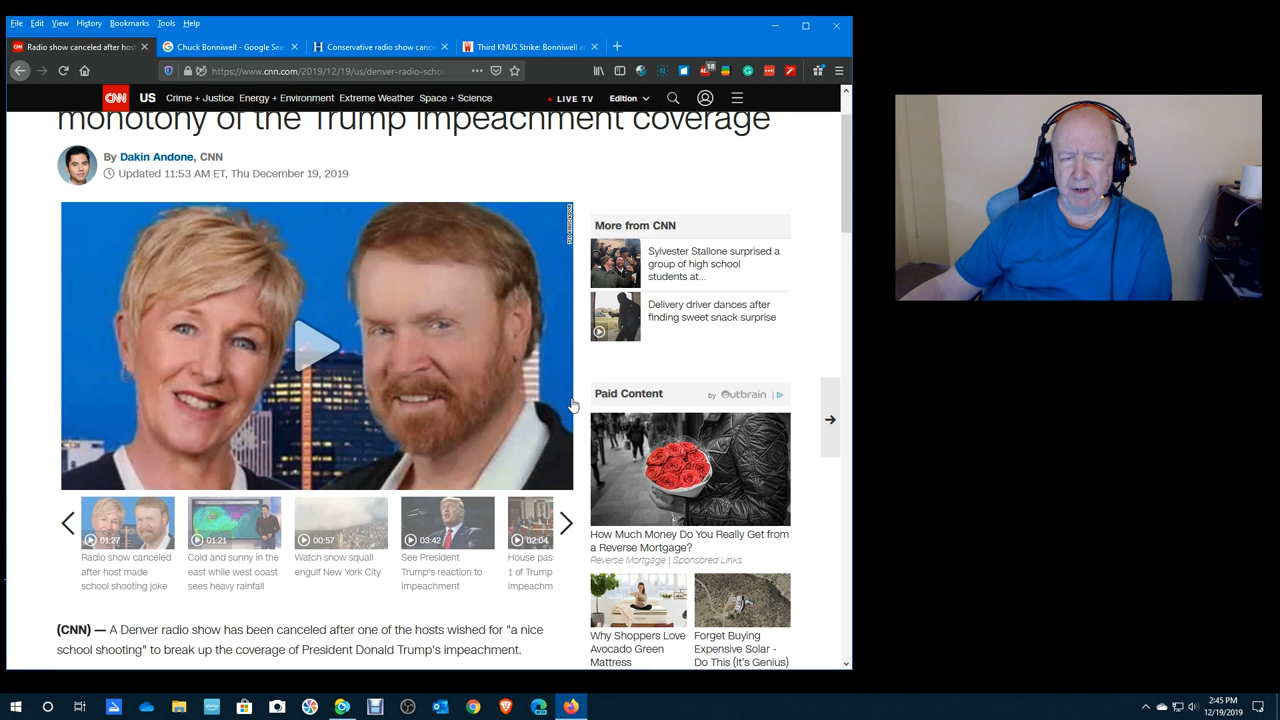 File Edit View History Bookmarks Tools Help
Radio show canceled after host
Chuck Bonniwell - Google Sea
Conservative radio show cance
Third KNUS Strike: Bonniwell a
https://www.cnn.com/2019/12/19/us/denver-radio-scho
18
CNN US Crime + Justice Energy + Environment Extreme Weather Space + Science LIVE TV Edition
monotony of the Trump impeachment coverage
By Dakin Andone, CNN
Updated 11:53 AM ET, Thu December 19, 2019
More from CNN
Sylvester Stallone surprised a
group of high school
students at...
Delivery driver dances after
finding sweet snack surprise
Paid Content by Outbrain
How Much Money Do You Really Get from
a Reverse Mortgage?
Reverse Mortgage | Sponsored Links
Why Shoppers Love
Avocado Green
Mattress
Forget Buying
Expensive Solar -
Do This (It's Genius)
01:27
Radio show canceled
after host made
school shooting joke
01:21
Cold and sunny in the
east while west coast
sees heavy rainfall
00:57
Watch snow squall
engulf New York City
03:42
See President
Trump's reaction to
impeachment
02:04
House pas
1 of Trump
impeachm
(CNN) — A Denver radio show has been canceled after one of the hosts wished for "a nice
school shooting" to break up the coverage of President Donald Trump's impeachment.
2:45 PM
12/19/2019